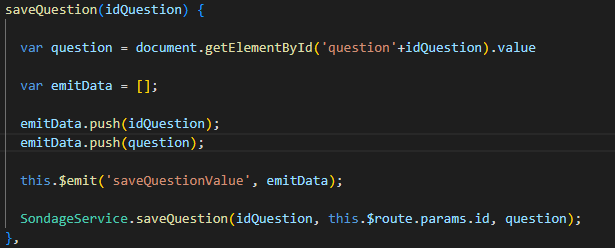 saveQuestion(idQuestion) {
var question = document.getElementById('question'+idQuestion).value
var emitData = [];
emitData.push(idQuestion);
emitData.push(question);
this.$emit('saveQuestionValue', emitData);
SondageService.saveQuestion(idQuestion, this.$route.params.id, question);
},